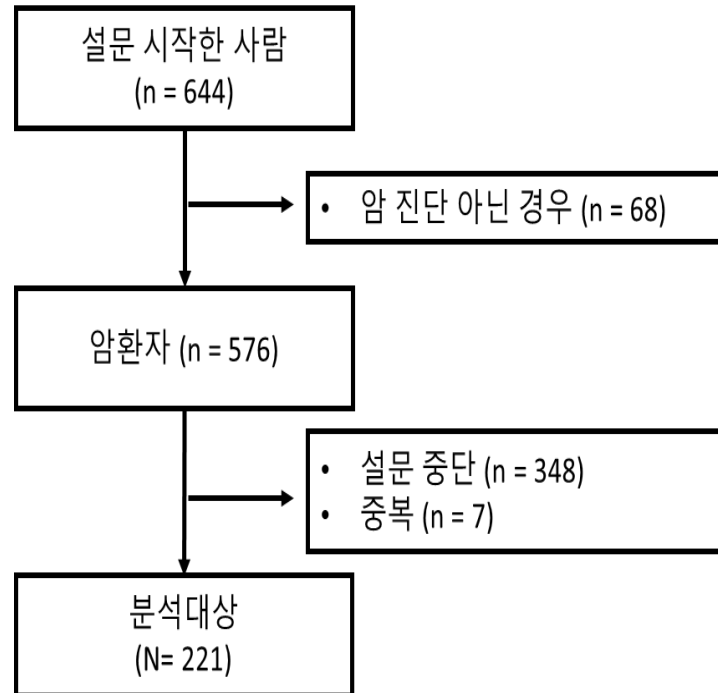 설문 시작한 사람
(n = 644)
• 암 진단 아닌 경우 (n = 68)
암환자 (n = 576)
• 설문 중단 (n = 348)
• 중복 (n = 7)
분석대상
(N= 221)